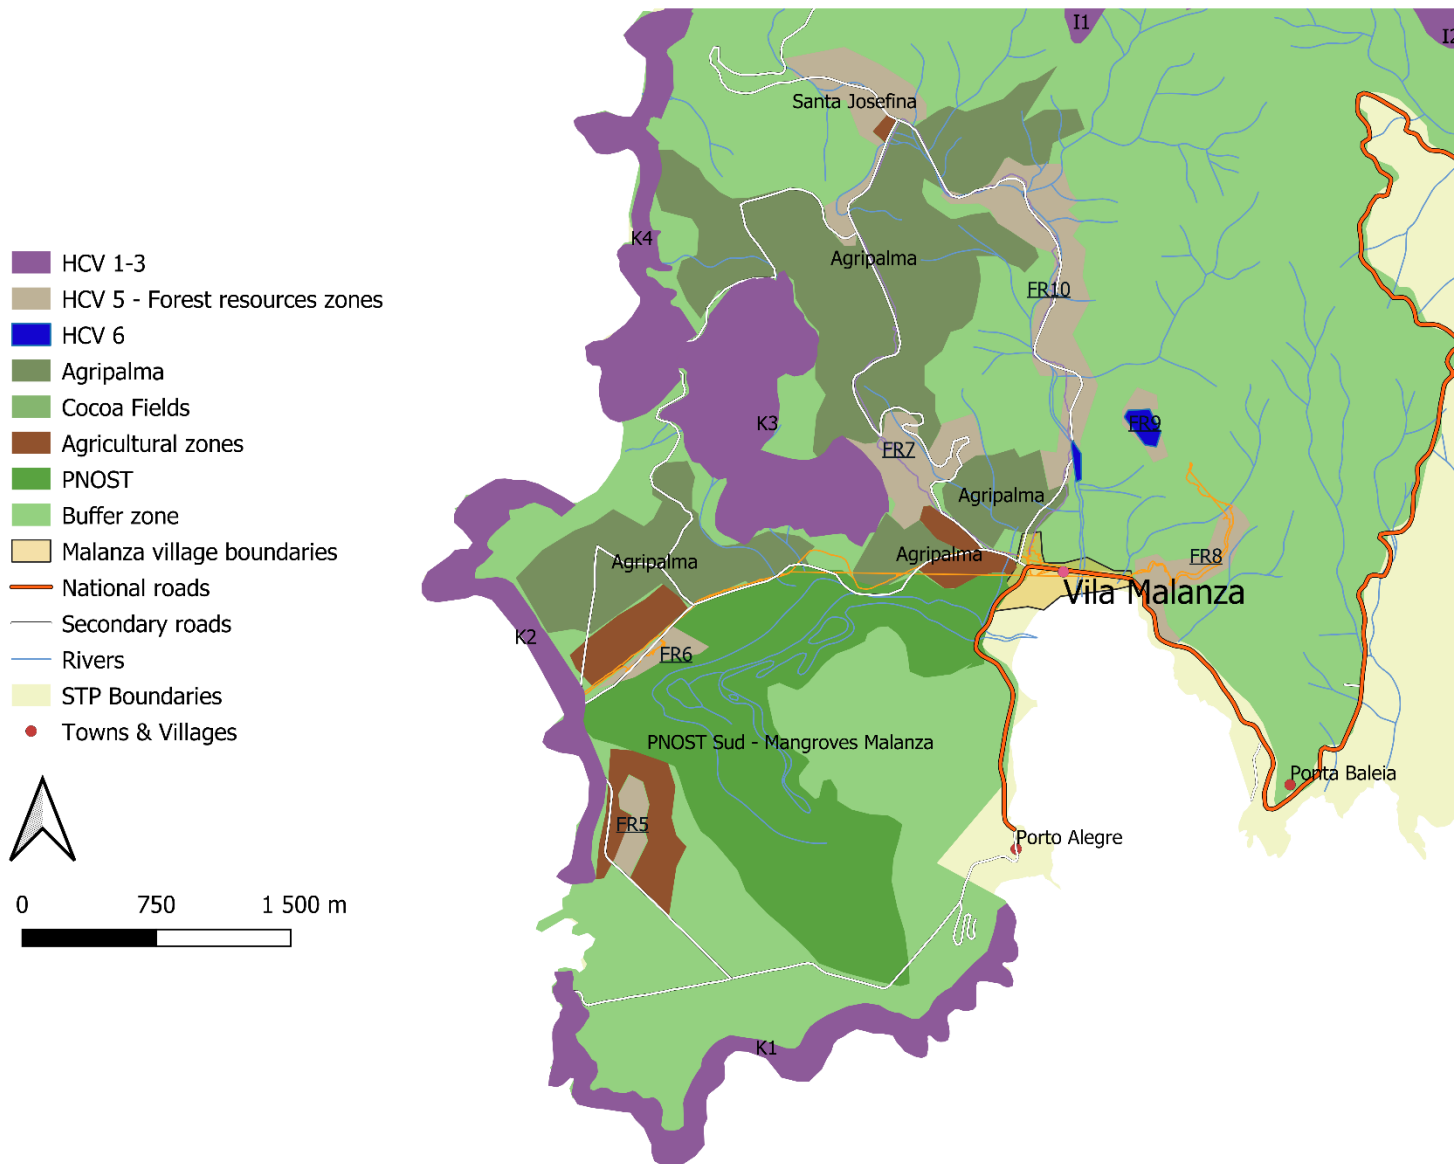 I1
I2
Santa Josefina
K4
Agripalma
FR10
K3
FR7
FR9
Agripalma
Agripalma
Agripalma
FR8
Vila Malanza
K2
FR6
PNOST Sud - Mangroves Malanza
Ponta Baleia
FR5
Porto Alegre
K1
HCV 1-3
HCV 5 - Forest resources zones
HCV 6
Agripalma
Cocoa Fields
Agricultural zones
PNOST
Buffer zone
Malanza village boundaries
National roads
Secondary roads
Rivers
STP Boundaries
Towns & Villages
0 750 1 500 m